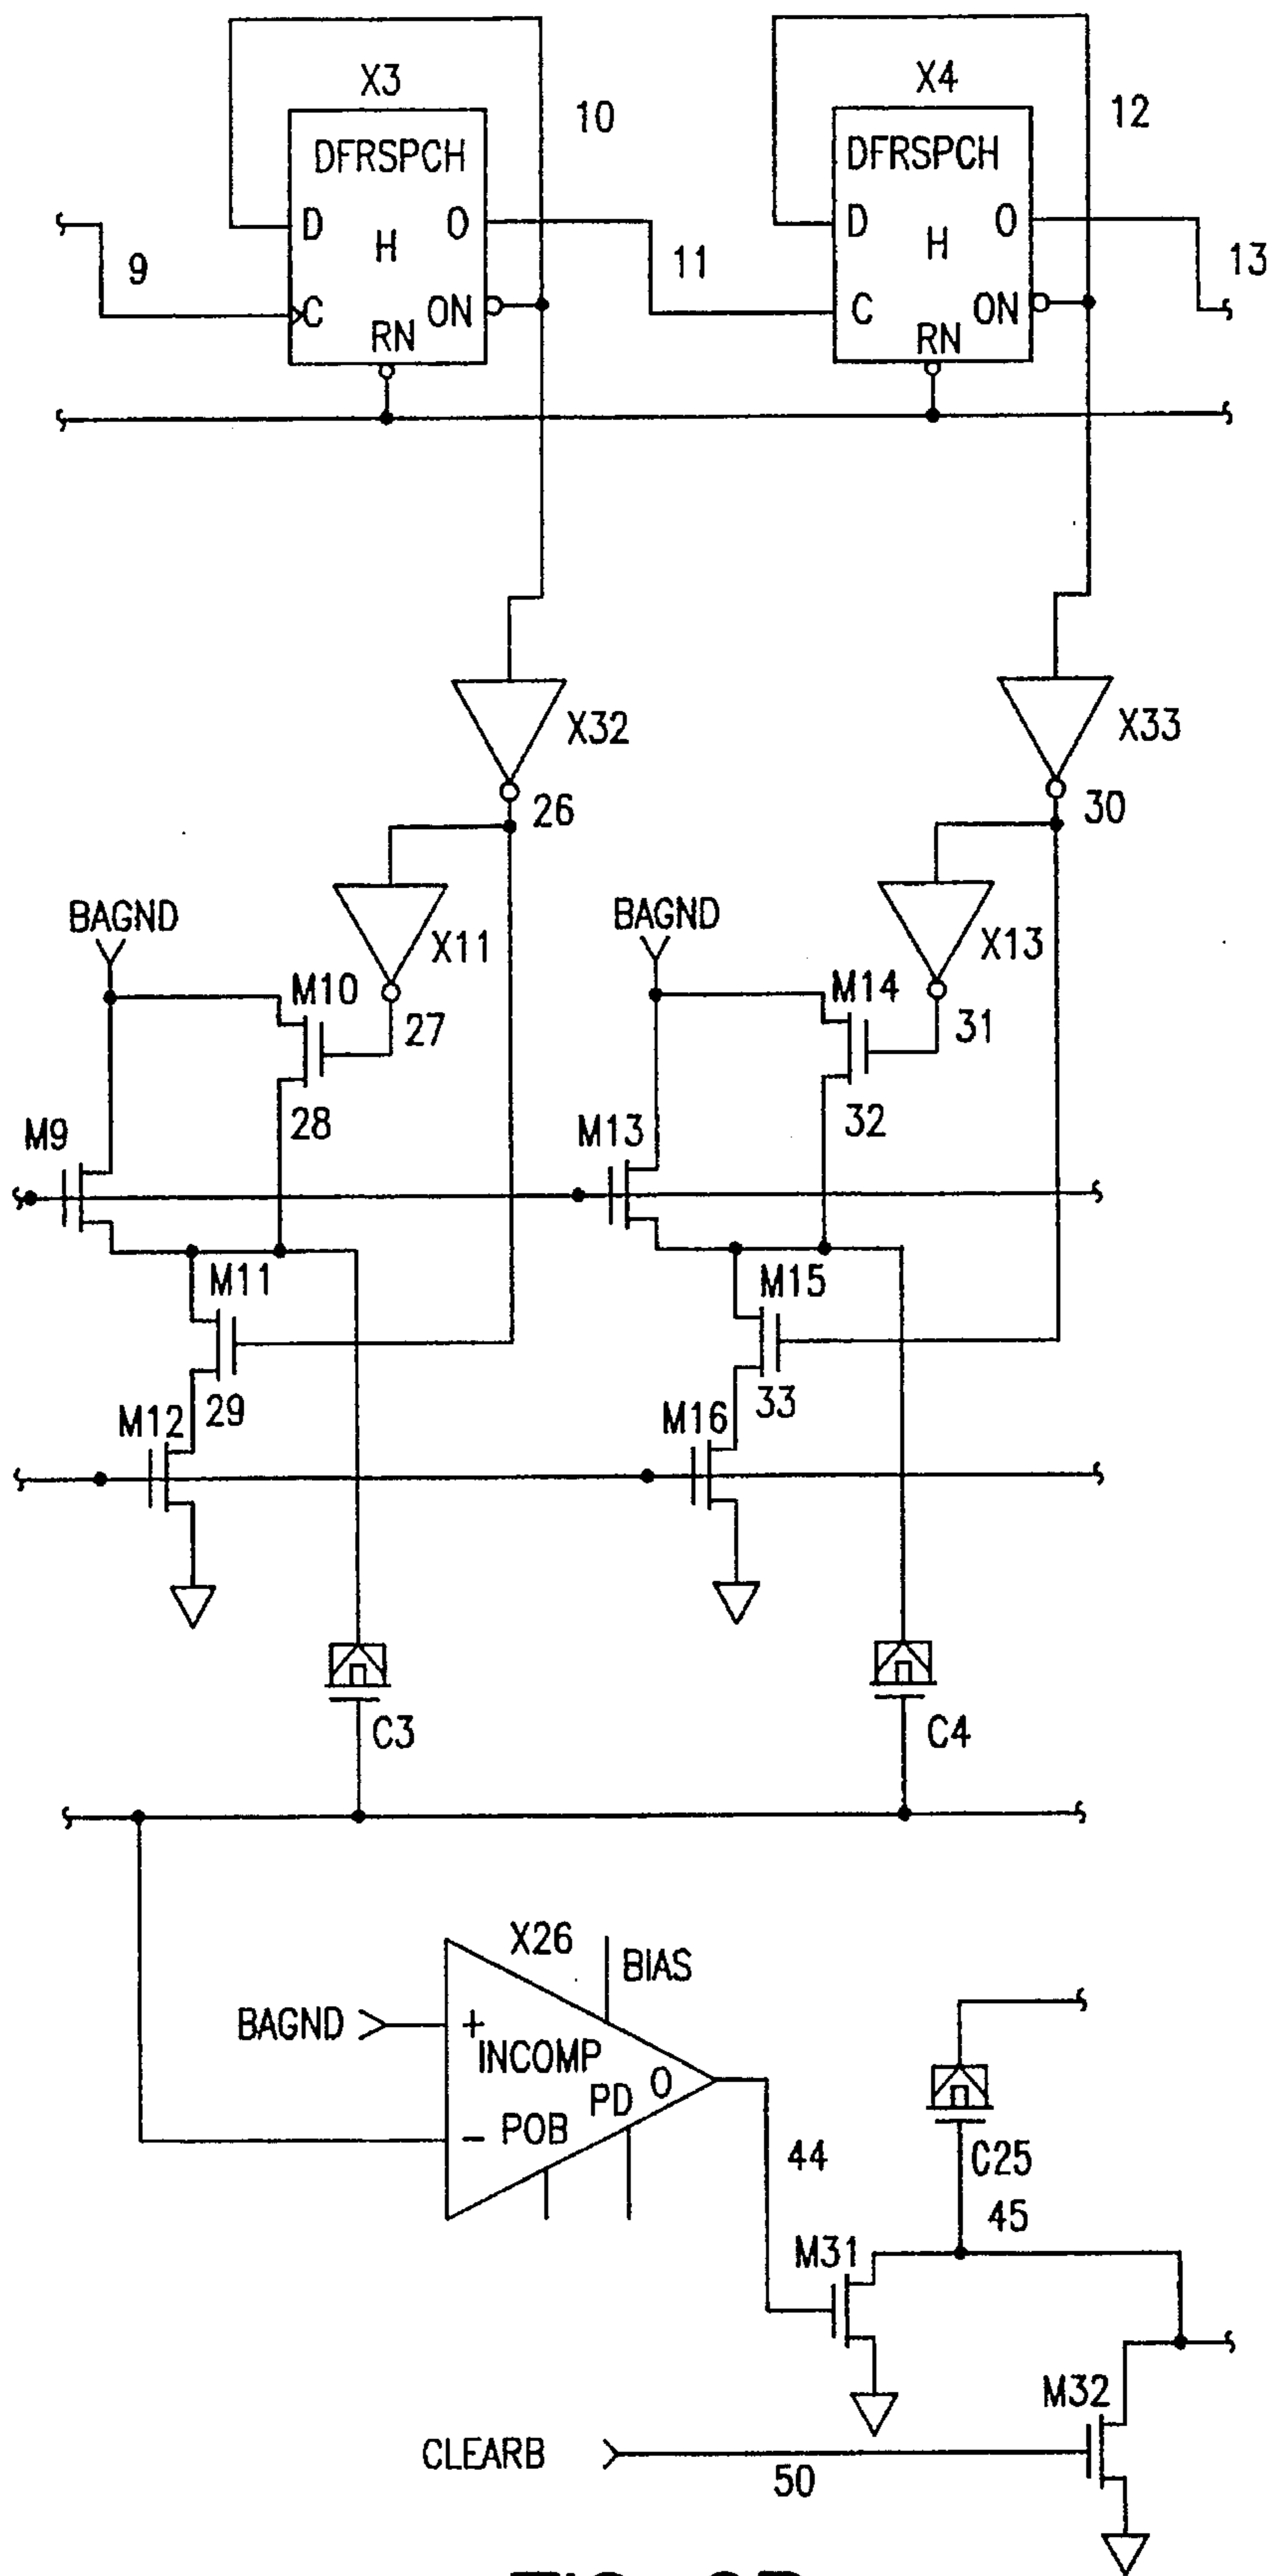 X3
X4
10
12
DFRSPCH
DFRSPCH
D
O
H
C
ON
RN
D
O
H
C
ON
RN
9
11
13
X32
X33
26
30
BAGND
BAGND
X11
X13
M10
M14
27
31
28
32
M9
M13
M11
M15
29
33
M12
M16
C3
C4
X26
BIAS
BAGND
+
INCOMP
PD
O
- POB
44
C25
45
M31
M32
CLEARB
50